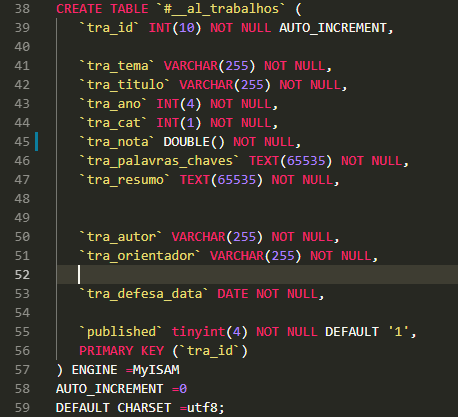 38 CREATE TABLE `#__al_trabalhos` (
39 `tra_id` INT(10) NOT NULL AUTO_INCREMENT,
40
41 `tra_tema` VARCHAR(255) NOT NULL,
42 `tra_titulo` VARCHAR(255) NOT NULL,
43 `tra_ano` INT(4) NOT NULL,
44 `tra_cat` INT(1) NOT NULL,
45 `tra_nota` DOUBLE() NOT NULL,
46 `tra_palavras_chaves` TEXT(65535) NOT NULL,
47 `tra_resumo` TEXT(65535) NOT NULL,
48
49
50 `tra_autor` VARCHAR(255) NOT NULL,
51 `tra_orientador` VARCHAR(255) NOT NULL,
52
53 `tra_defesa_data` DATE NOT NULL,
54
55 `published` tinyint(4) NOT NULL DEFAULT '1',
56 PRIMARY KEY (`tra_id`)
57 ) ENGINE =MyISAM
58 AUTO_INCREMENT =0
59 DEFAULT CHARSET =utf8;